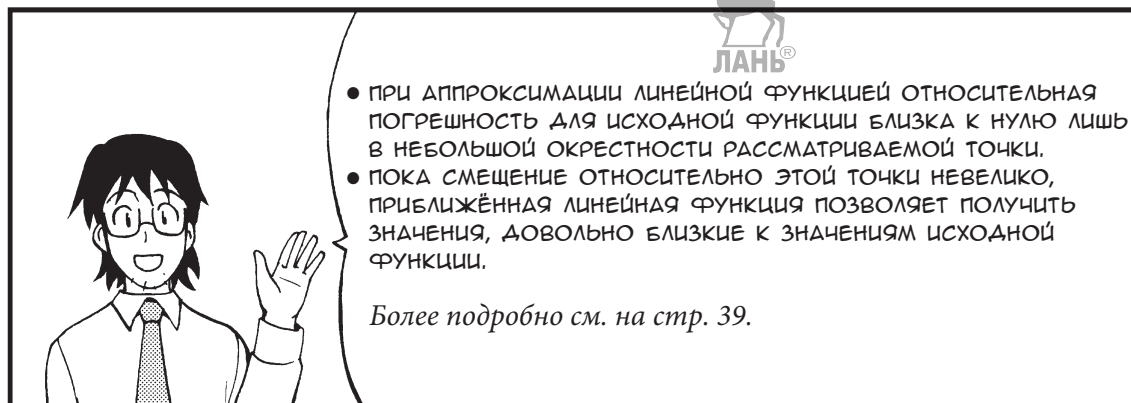 ЛАНЬ®
● ПРИ АППРОКСИМАЦИИ ЛИНЕЙНОЙ ФУНКЦИЕЙ ОТНОСИТЕЛЬНАЯ
ПОГРЕШНОСТЬ ДЛЯ ИСХОДНОЙ ФУНКЦИИ БЛИЗКА К НУЛЮ ЛИШЬ
В НЕБОЛЬШОЙ ОКРЕСТНОСТИ РАССМАТРИВАЕМОЙ ТОЧКИ.
● ПОКА СМЕЩЕНИЕ ОТНОСИТЕЛЬНО ЭТОЙ ТОЧКИ НЕВЕЛИКО,
ПРИБЛИЖЁННАЯ ЛИНЕЙНАЯ ФУНКЦИЯ ПОЗВОЛЯЕТ ПОЛУЧИТЬ
ЗНАЧЕНИЯ, ДОВОЛЬНО БЛИЗКИЕ К ЗНАЧЕНИЯМ ИСХОДНОЙ
ФУНКЦИИ.
Более подробно см. на стр. 39.